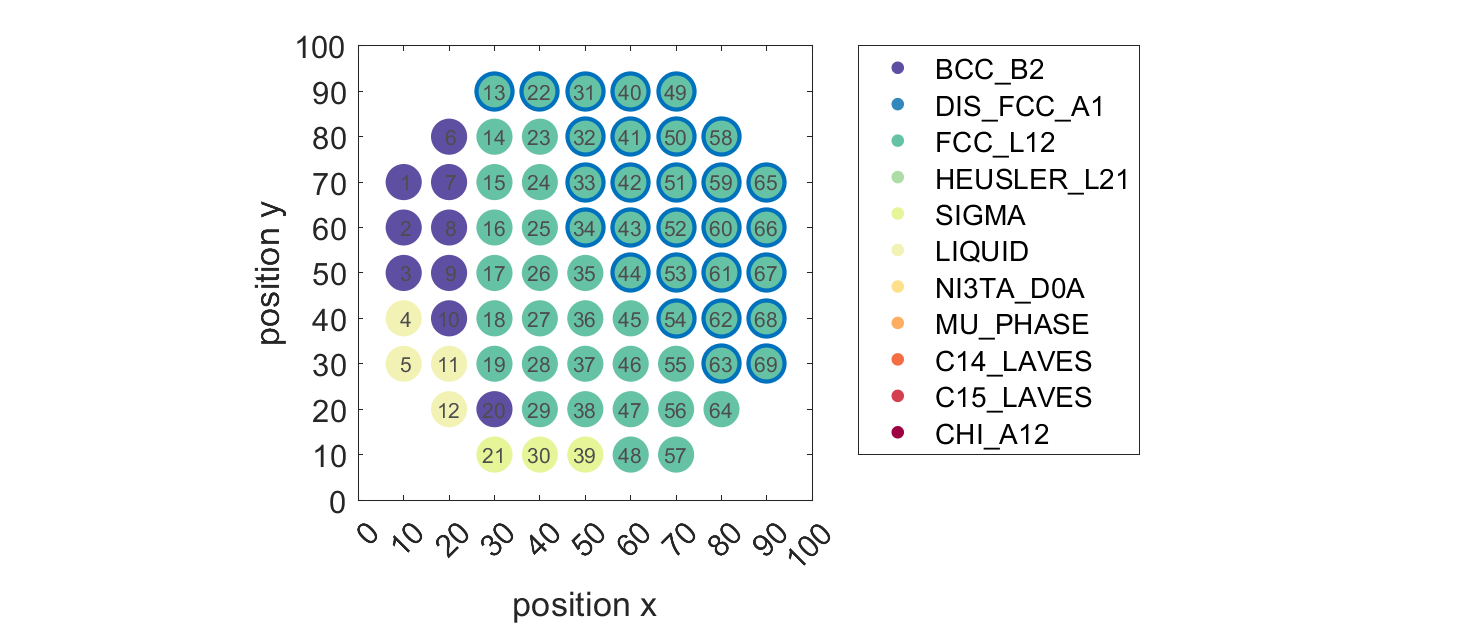 100
90
80
70
60
50
40
30
20
10
0
position y
13 22 31 40 49
6 14 23 32 41 50 58
1 7 15 24 33 42 51 59 65
2 8 16 25 34 43 52 60 66
3 9 17 26 35 44 53 61 67
4 10 18 27 36 45 54 62 68
5 11 19 28 37 46 55 63 69
12 20 29 38 47 56 64
21 30 39 48 57
0 10 20 30 40 50 60 70 80 90 100
position x
BCC_B2
DIS_FCC_A1
FCC_L12
HEUSLER_L21
SIGMA
LIQUID
NI3TA_D0A
MU_PHASE
C14_LAVES
C15_LAVES
CHI_A12